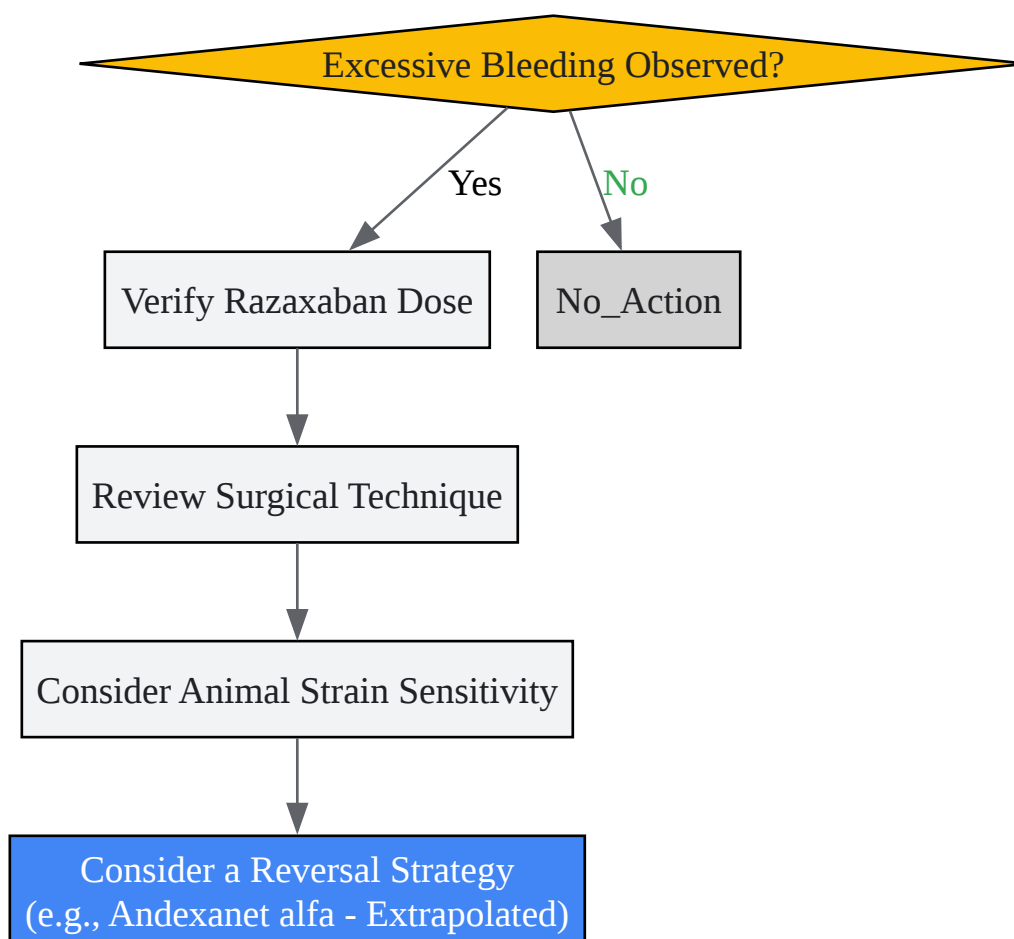 Excessive Bleeding Observed?
Yes
No
Verify Razaxaban Dose
No_Action
Review Surgical Technique
Consider Animal Strain Sensitivity
Consider a Reversal Strategy
(e.g., Andexanet alfa - Extrapolated)